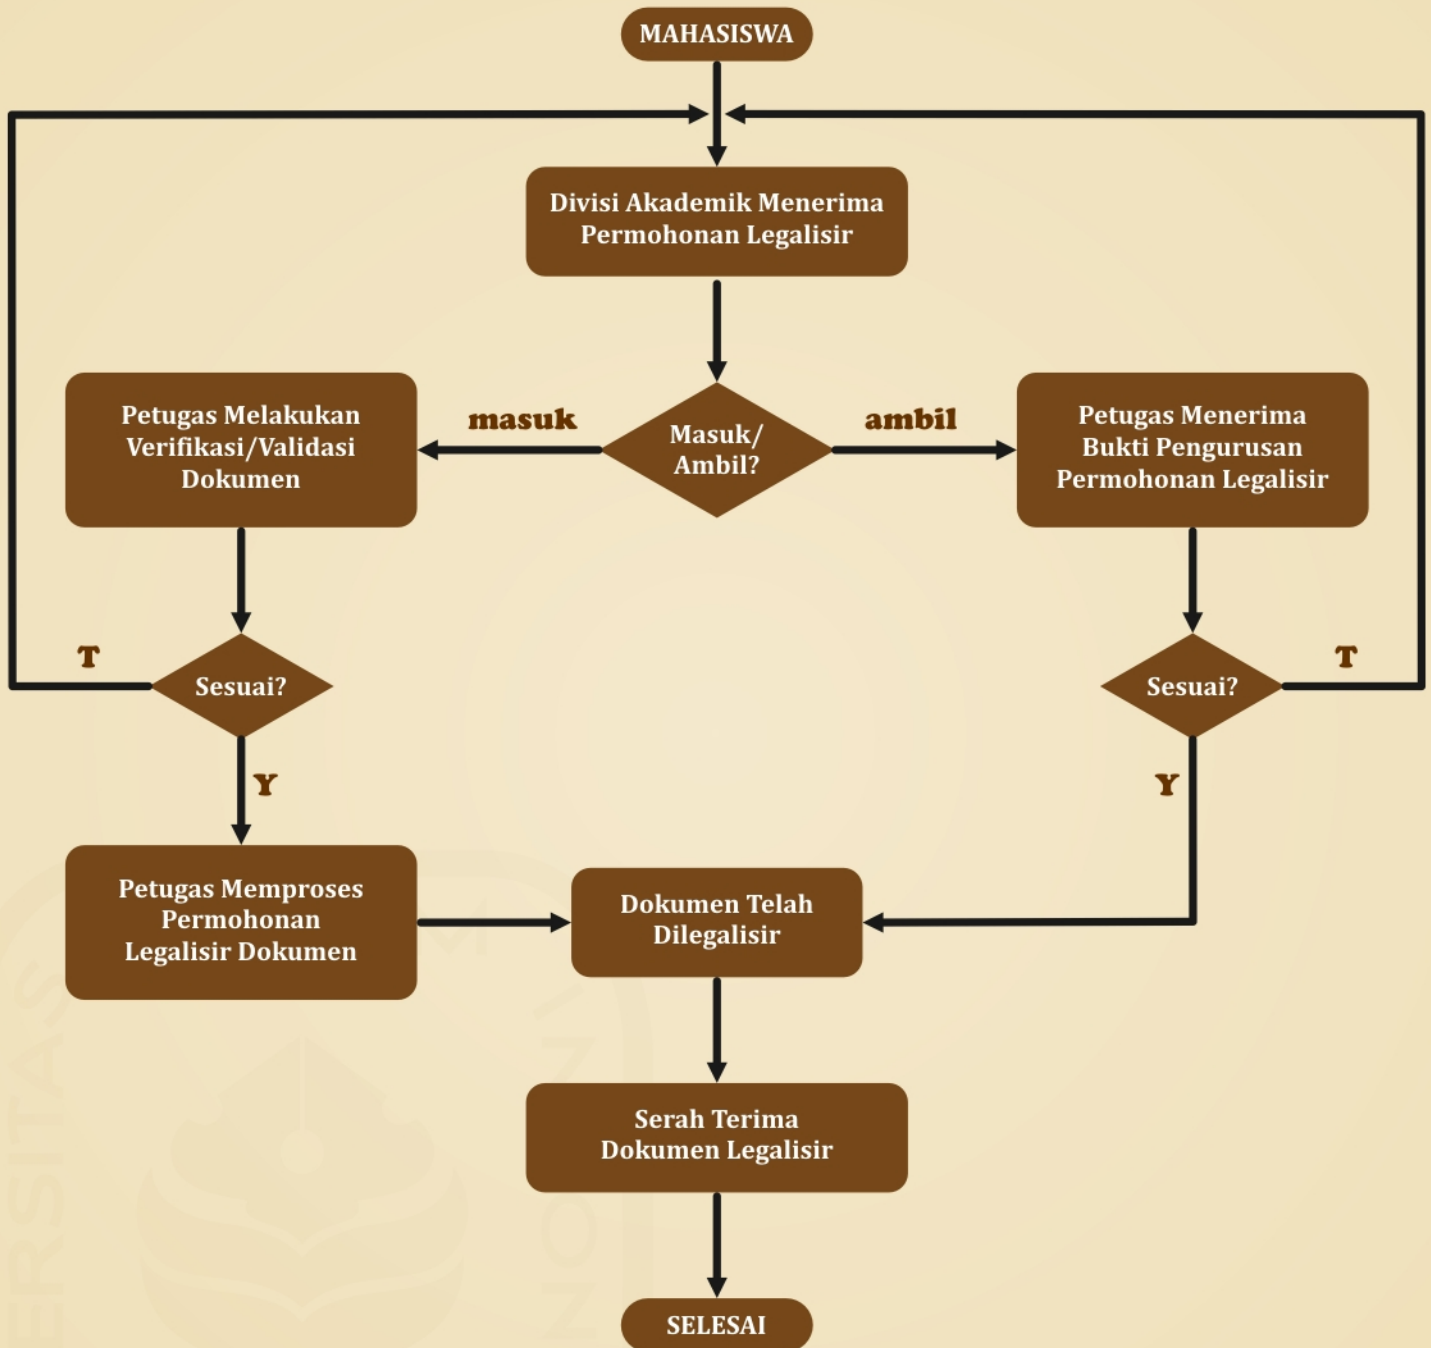 MAHASISWA
Divisi Akademik Menerima
Permohonan Legalisir
Petugas Melakukan
Verifikasi/Validasi
Dokumen
masuk
Masuk/
Ambil?
ambil
Petugas Menerima
Bukti Pengurusan
Permohonan Legalisir
T
Sesuai?
Y
Sesuai?
T
Y
Petugas Memproses
Permohonan
Legalisir Dokumen
Dokumen Telah
Dilegalisir
Serah Terima
Dokumen Legalisir
SELESAI